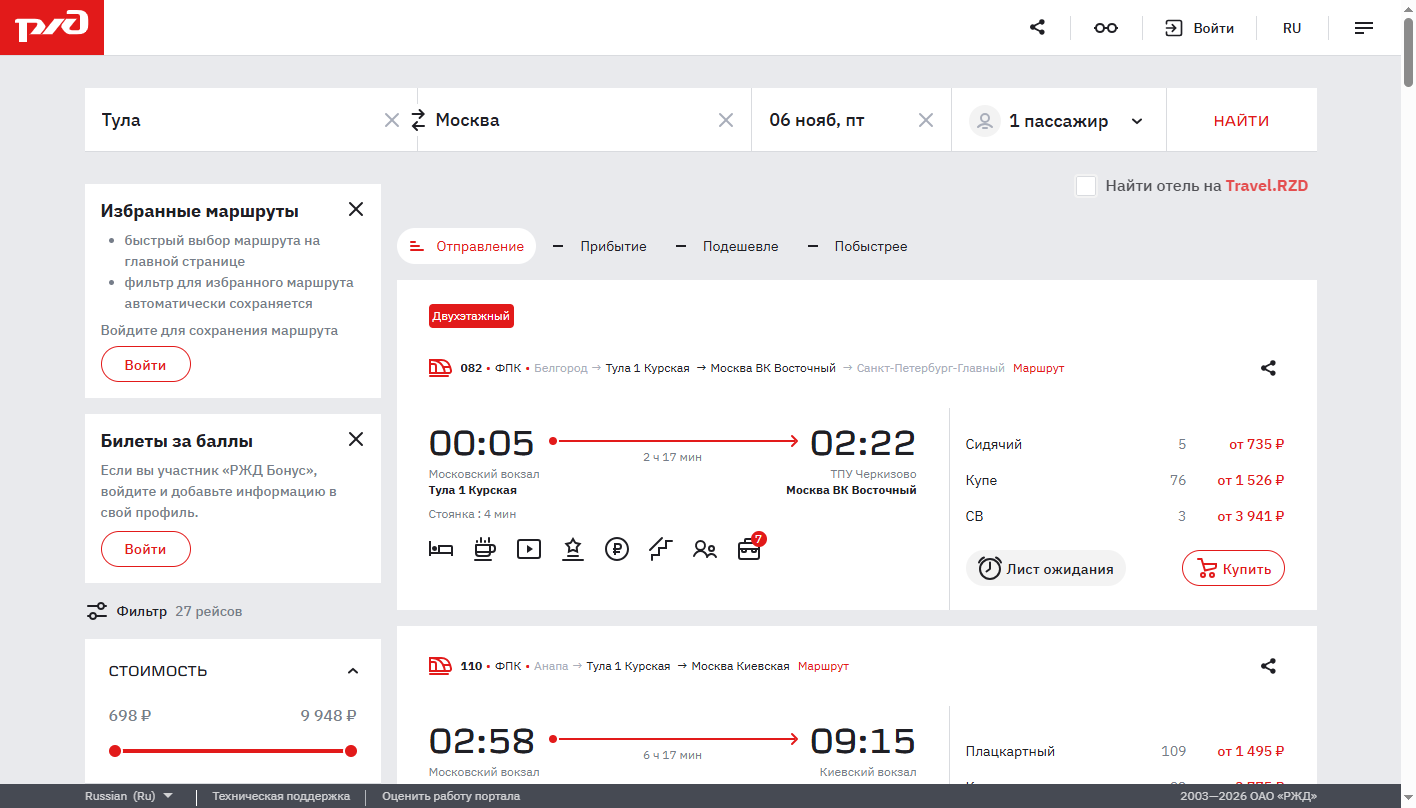 РЖД
Войти
RU
Тула
Москва
06 нояб, пт
1 пассажир
НАЙТИ
Найти отель на Travel.RZD
Избранные маршруты
быстрый выбор маршрута на
главной странице
фильтр для избранного маршрута
автоматически сохраняется
Войдите для сохранения маршрута
Войти
Билеты за баллы
Если вы участник «РЖД Бонус»,
войдите и добавьте информацию в
свой профиль.
Войти
Фильтр 27 рейсов
СТОИМОСТЬ
698 ₽ 9 948 ₽
Отправление
Прибытие
Подешевле
Побыстрее
Двухэтажный
082 • ФПК • Белгород → Тула 1 Курская → Москва ВК Восточный → Санкт-Петербург-Главный Маршрут
00:05 02:22
2 ч 17 мин
Московский вокзал ТПУ Черкизово
Тула 1 Курская Москва ВК Восточный
Стоянка : 4 мин
7
Сидячий 5 от 735 ₽
Купе 76 от 1 526 ₽
СВ 3 от 3 941 ₽
Лист ожидания
Купить
110 • ФПК • Анапа → Тула 1 Курская → Москва Киевская Маршрут
02:58 09:15
6 ч 17 мин
Московский вокзал Киевский вокзал
Плацкартный 109 от 1 495 ₽
Russian (Ru)
Техническая поддержка
Оценить работу портала
2003—2026 ОАО «РЖД»